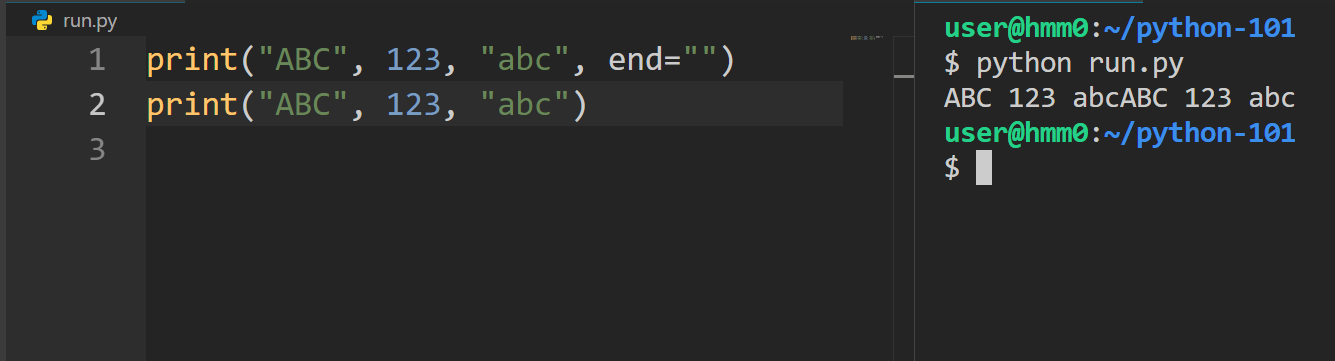 run.py
1 print("ABC", 123, "abc", end="")
2 print("ABC", 123, "abc")
3
user@hmm0:~/python-101
$ python run.py
ABC 123 abcABC 123 abc
user@hmm0:~/python-101
$